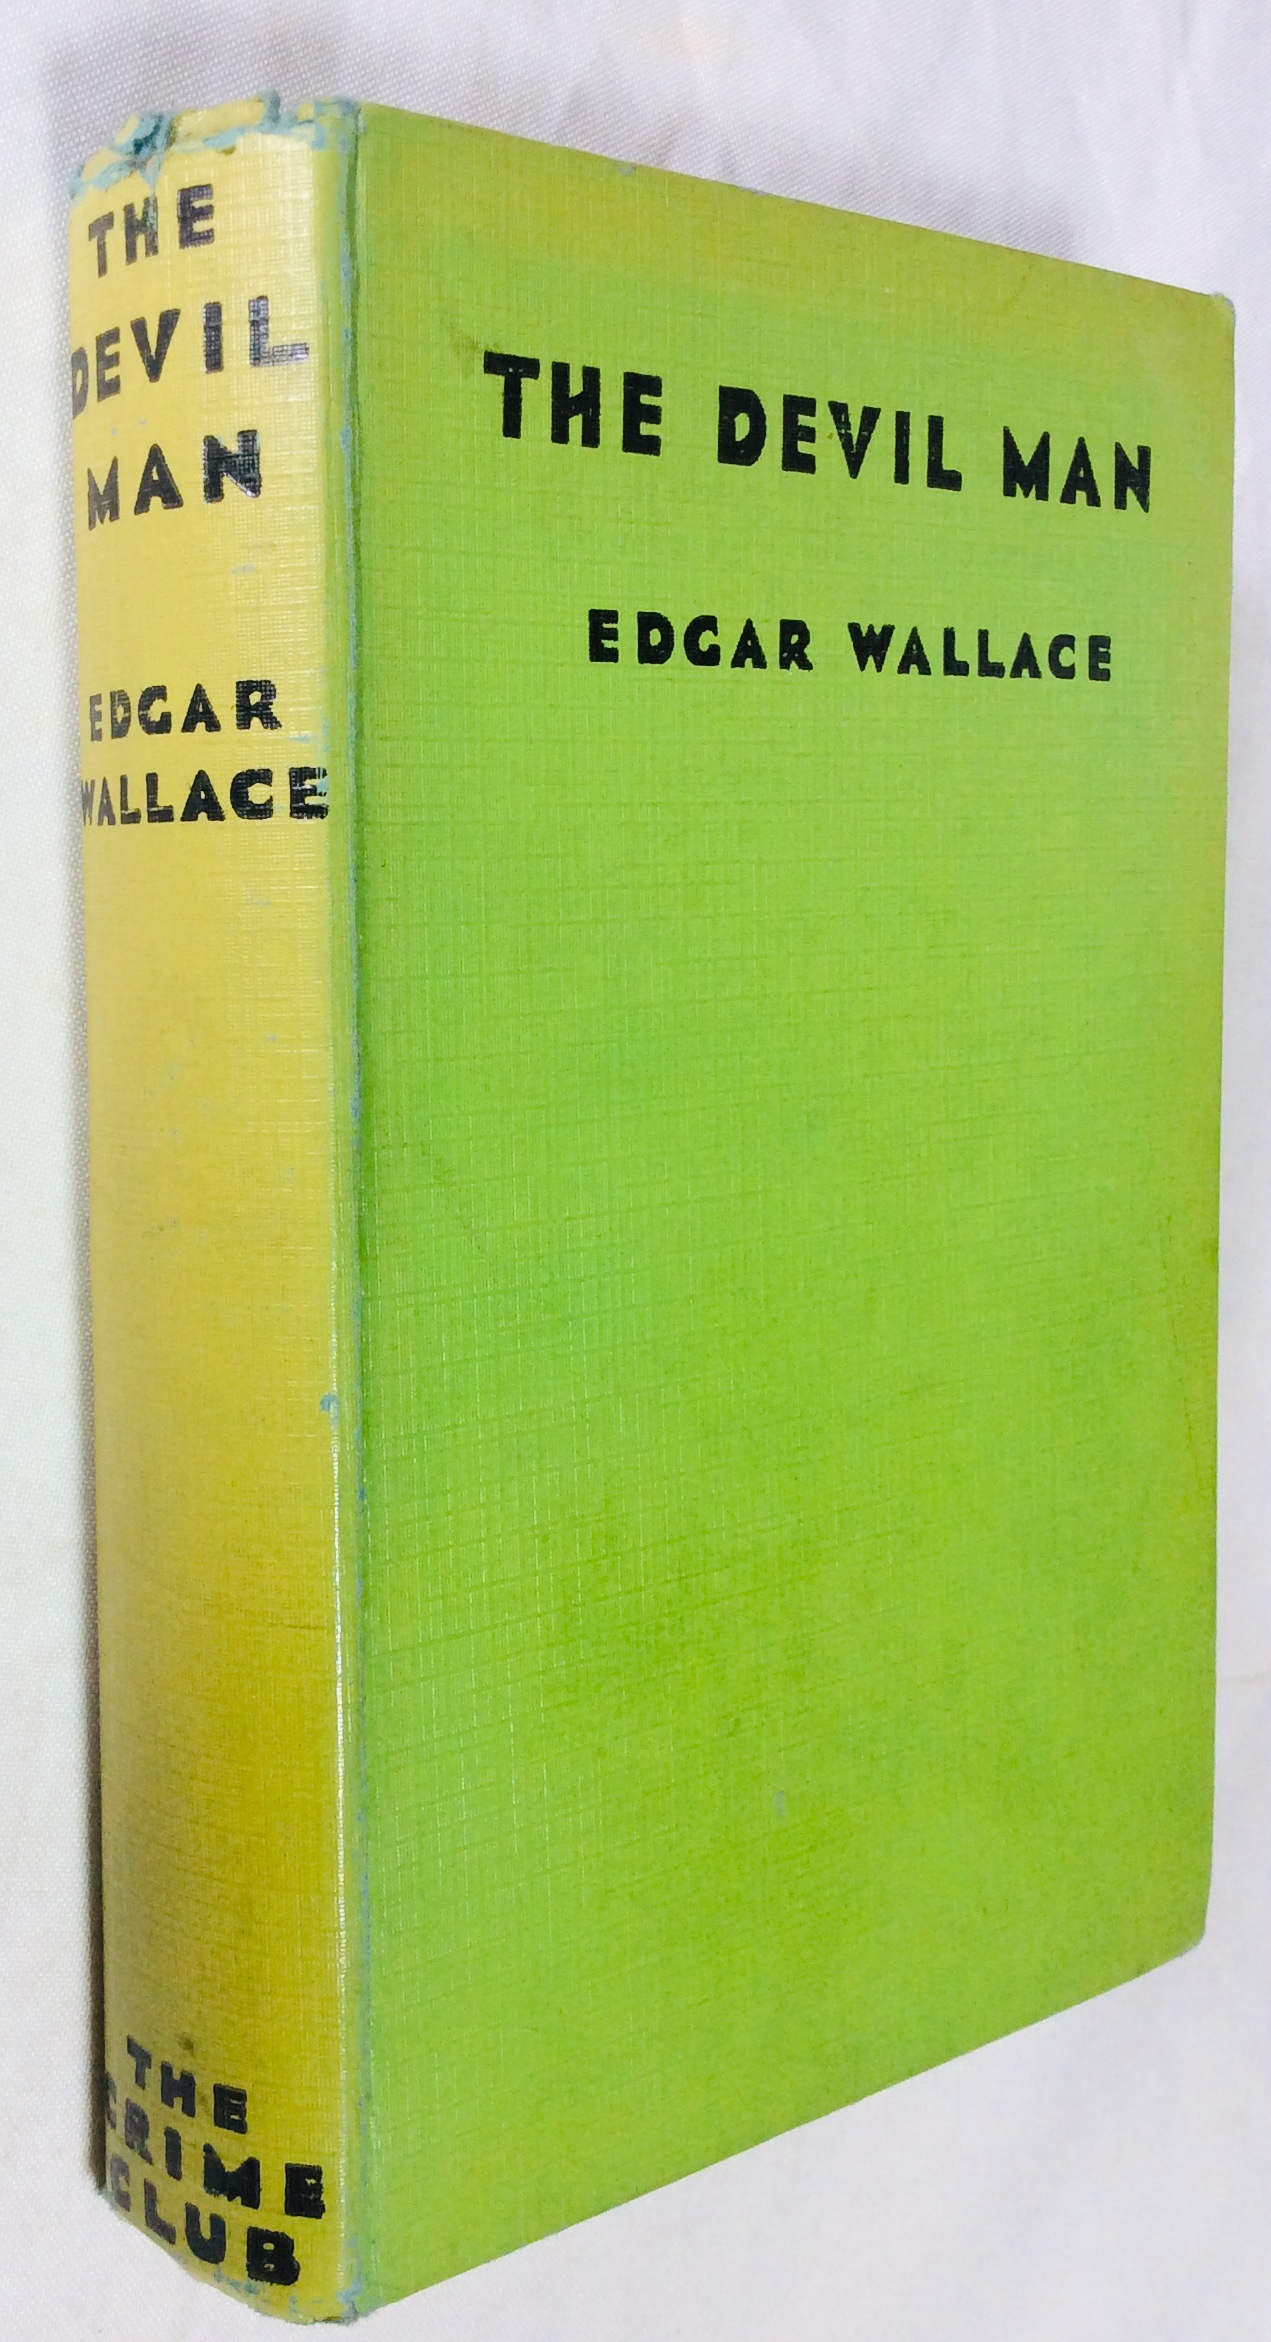 THE
DEVIL
MAN
EDGAR
WALLACE
THE
CRIME
CLUB
THE DEVIL MAN
EDGAR WALLACE